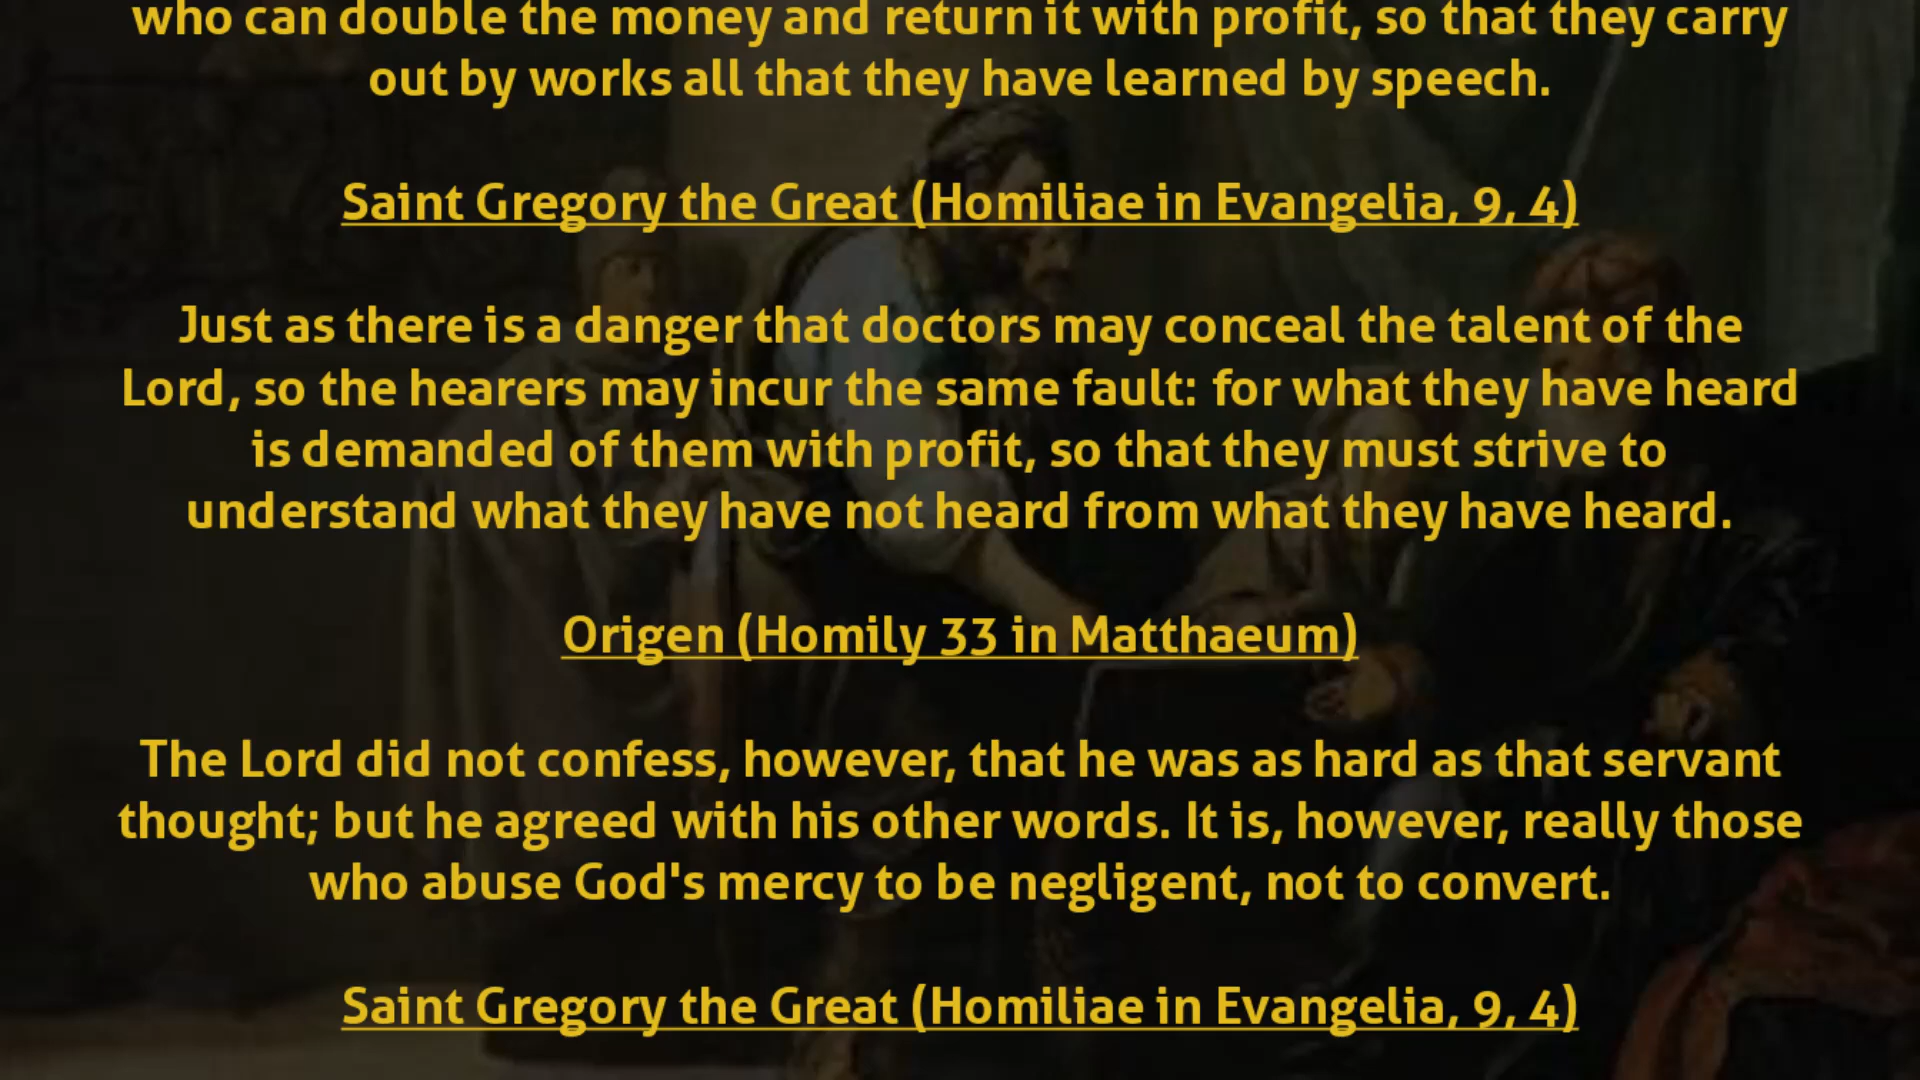 who can double the money and return it with profit, so that they carry
out by works all that they have learned by speech.
Saint Gregory the Great (Homiliae in Evangelia, 9, 4)
Just as there is a danger that doctors may conceal the talent of the
Lord, so the hearers may incur the same fault: for what they have heard
is demanded of them with profit, so that they must strive to
understand what they have not heard from what they have heard.
Origen (Homily 33 in Matthaeum)
The Lord did not confess, however, that he was as hard as that servant
thought; but he agreed with his other words. It is, however, really those
who abuse God's mercy to be negligent, not to convert.
Saint Gregory the Great (Homiliae in Evangelia, 9, 4)